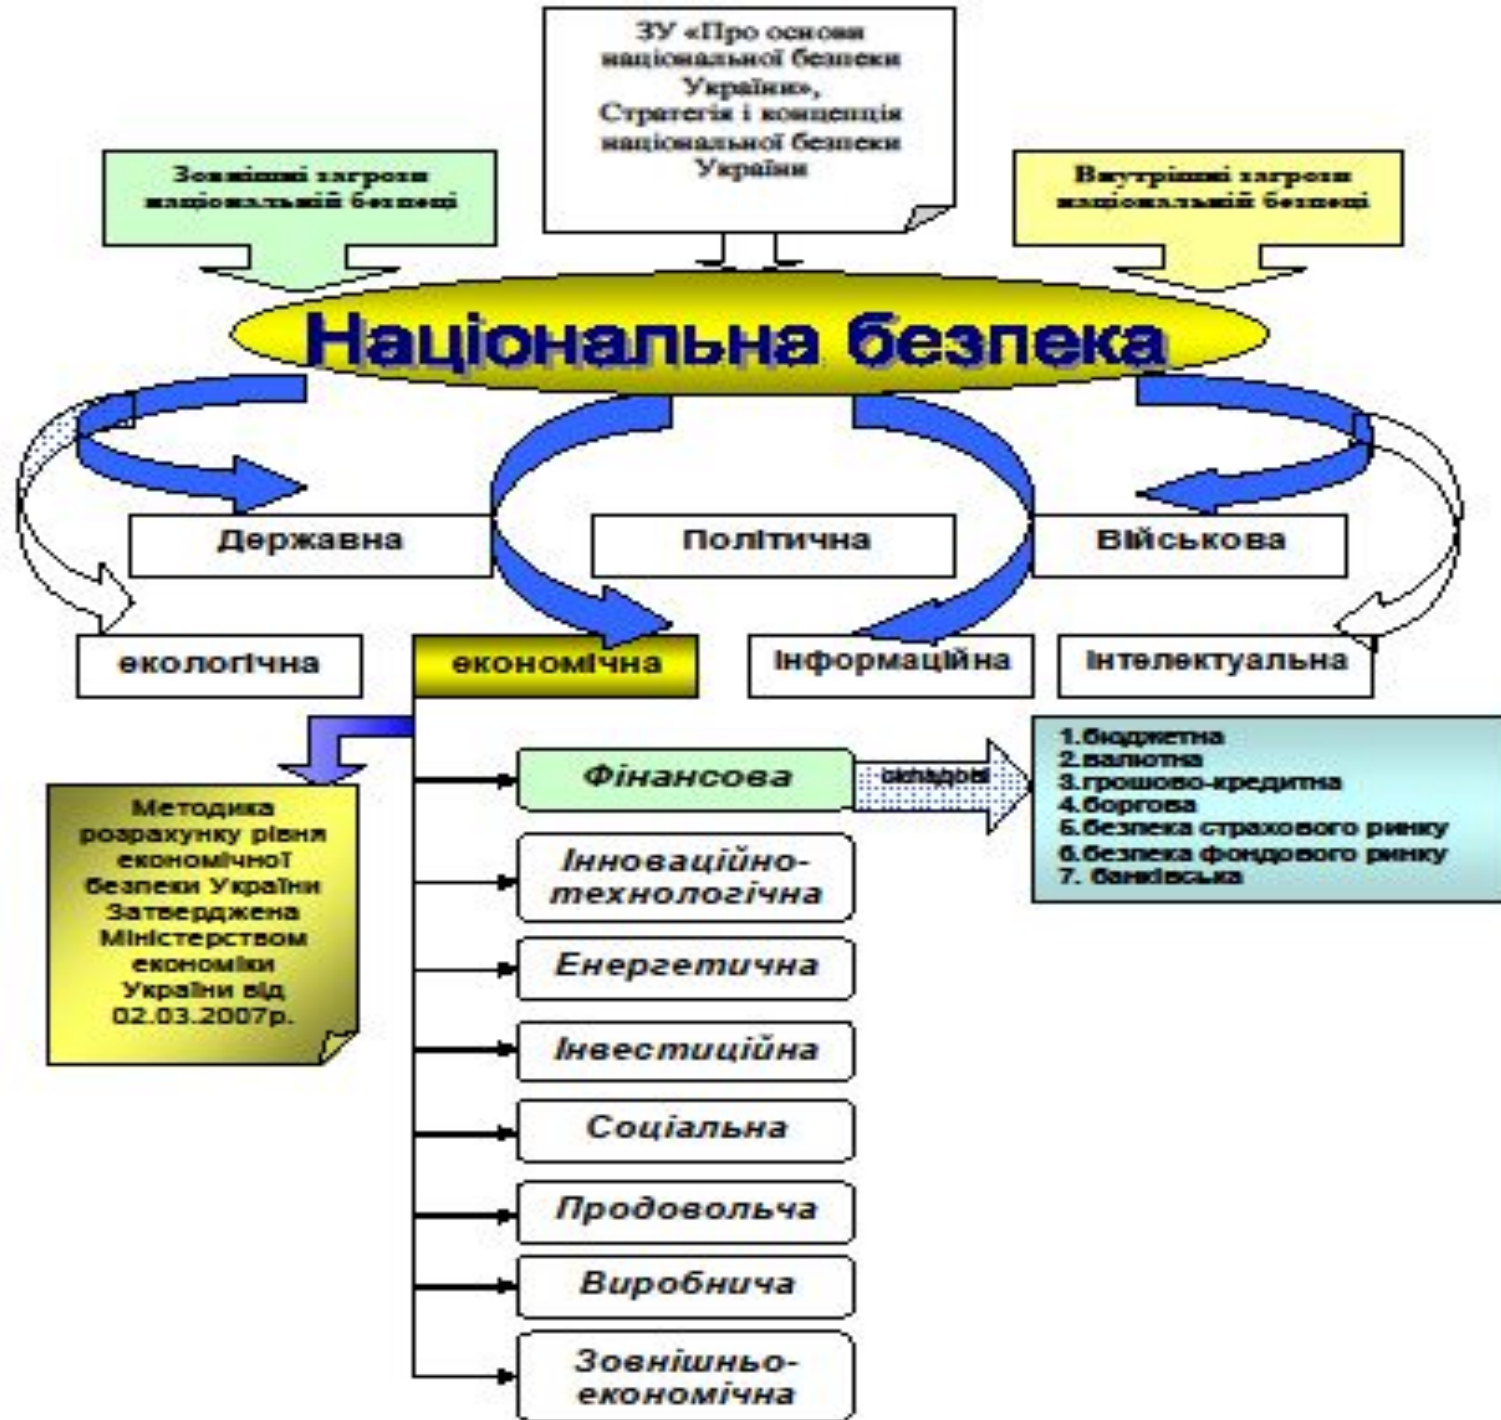 ЗУ «Про основи
національної безпеки
України»,
Стратегія і концепція
національної безпеки
України
Зовнішні загрози
національній безпеці
Внутрішні загрози
національній безпеці
Національна безпека
Державна
Політична
Військова
екологічна
економічна
Інформаційна
Інтелектуальна
Методика
розрахунку рівня
економічної
безпеки України
Затверджена
Міністерством
економіки
України від
02.03.2007р.
Фінансова
складові
1.бюджетна
2.валютна
3.грошово-кредитна
4.боргова
5.безпека страхового ринку
6.безпека фондового ринку
7. банківська
Інноваційно-
технологічна
Енергетична
Інвестиційна
Соціальна
Продовольча
Виробнича
Зовнішньо-
економічна